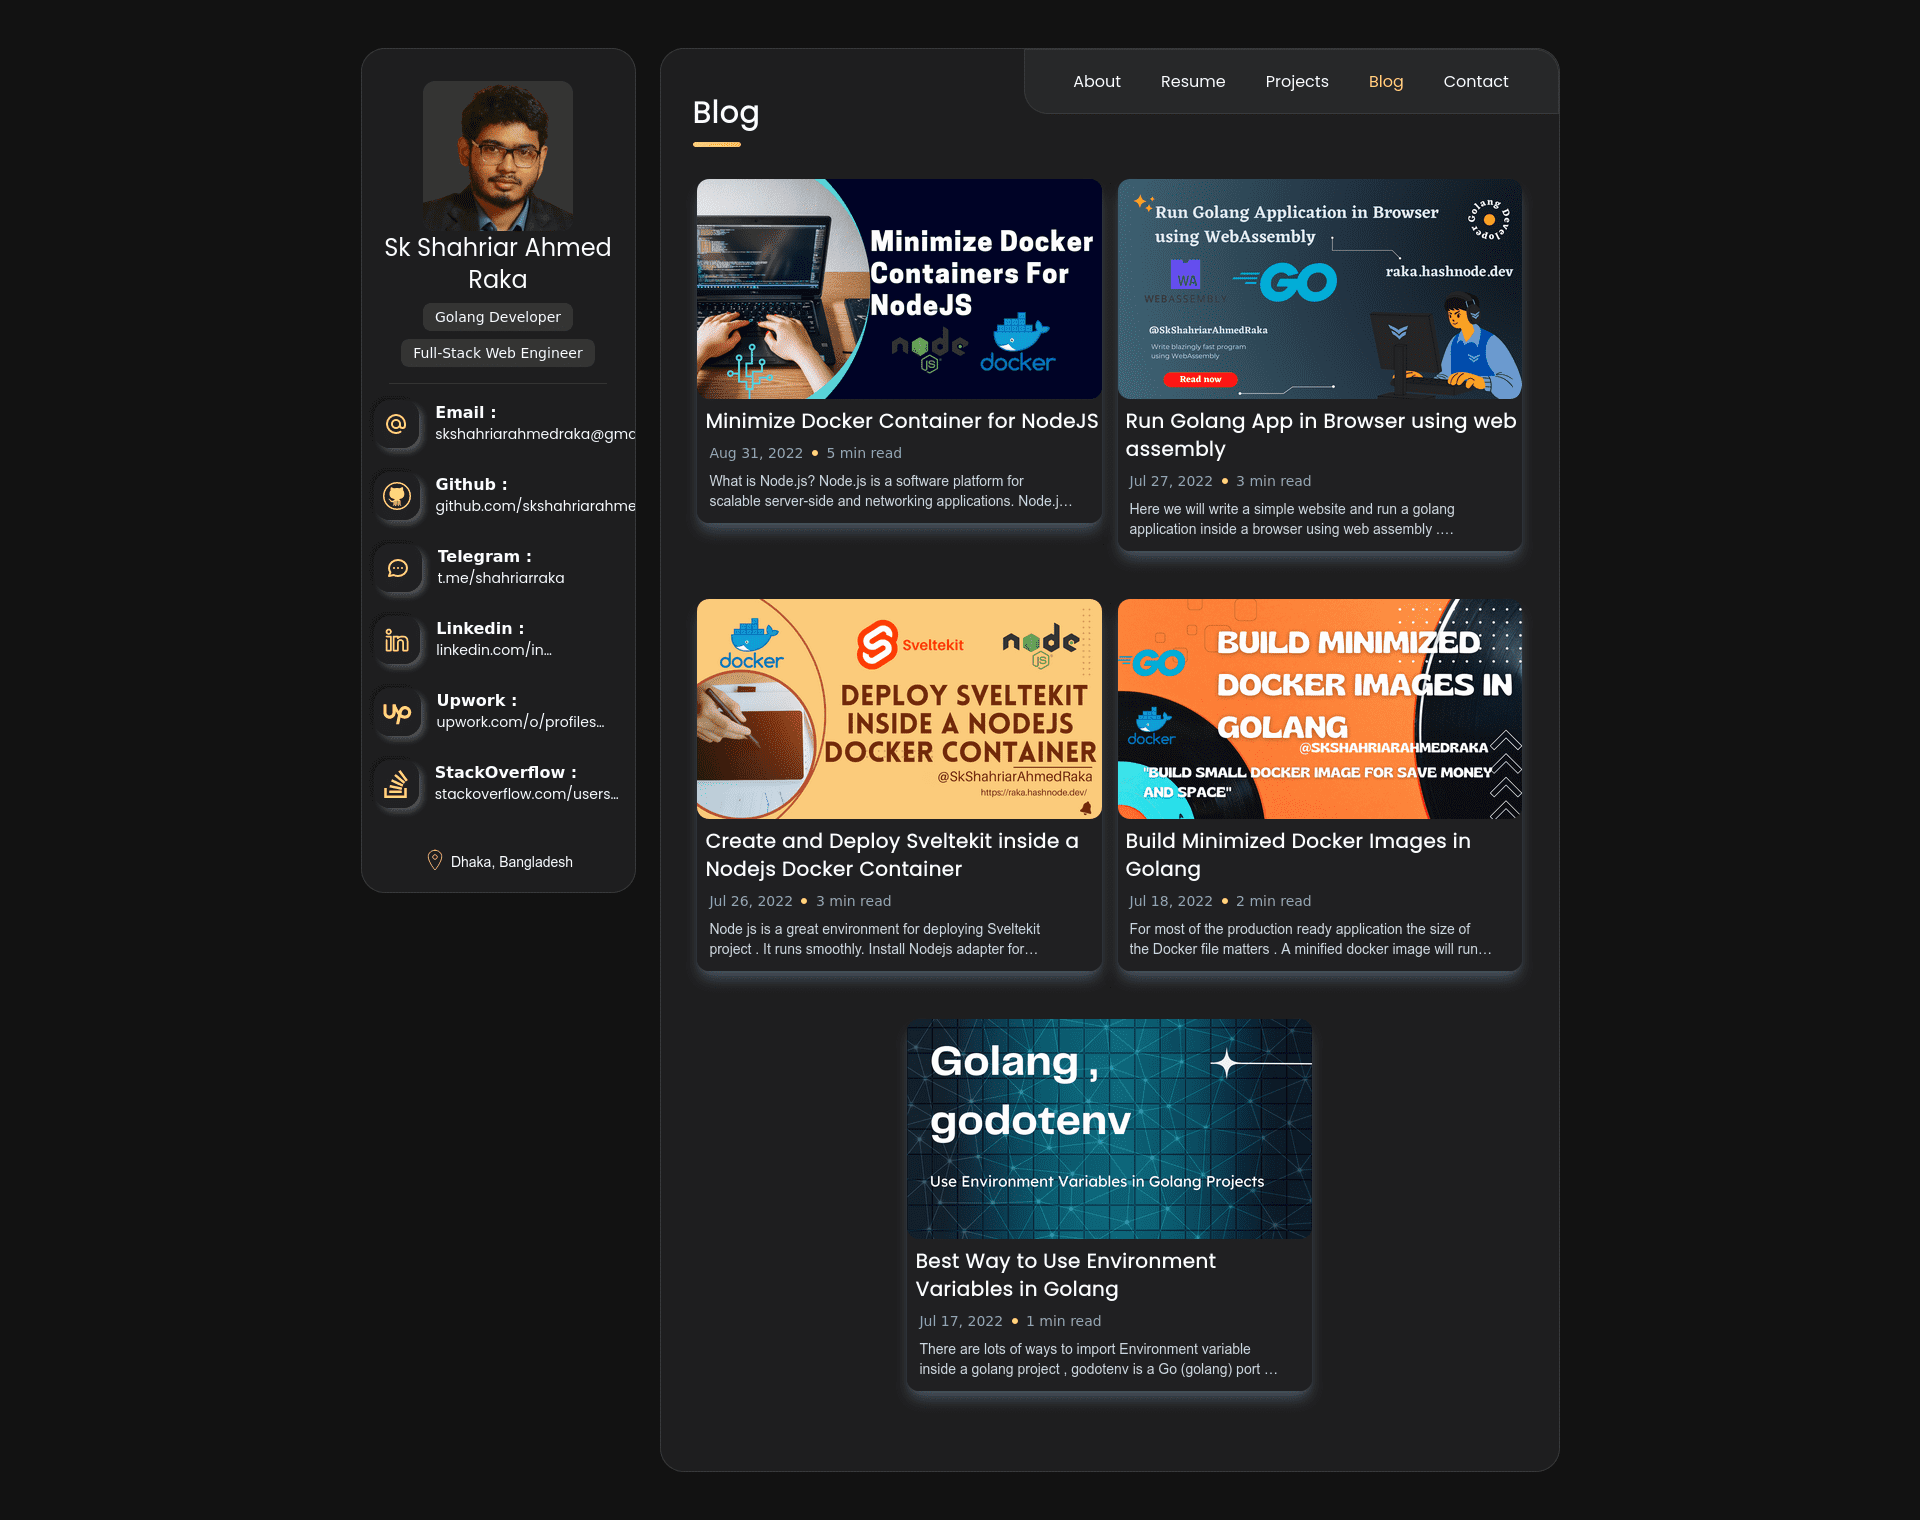 Sk Shahriar Ahmed
Raka
Golang Developer
Full-Stack Web Engineer
Email :
skshahriarahmedraka@gma
Github :
github.com/skshahriarahme
Telegram :
t.me/shahriarraka
Linkedin :
linkedin.com/in...
Upwork :
upwork.com/o/profiles...
StackOverflow :
stackoverflow.com/users...
Dhaka, Bangladesh
About Resume Projects Blog Contact
Blog
Minimize Docker
Containers For
NodeJS
node
JS
docker
Minimize Docker Container for NodeJS
Aug 31, 2022 • 5 min read
What is Node.js? Node.js is a software platform for
scalable server-side and networking applications. Node.j…
Run Golang Application in Browser
using WebAssembly
Golang Developer
raka.hashnode.dev
WA
WEBASSEMBLY
GO
@SkShahriarAhmedRaka
Write blazingly fast program
using WebAssembly
Read now
Run Golang App in Browser using web
assembly
Jul 27, 2022 • 3 min read
Here we will write a simple website and run a golang
application inside a browser using web assembly .…
docker
Sveltekit
node
JS
DEPLOY SVELTEKIT
INSIDE A NODEJS
DOCKER CONTAINER
@SkShahriarAhmedRaka
https://raka.hashnode.dev/
Create and Deploy Sveltekit inside a
Nodejs Docker Container
Jul 26, 2022 • 3 min read
Node js is a great environment for deploying Sveltekit
project . It runs smoothly. Install Nodejs adapter for…
GO
BUILD MINIMIZED
DOCKER IMAGES IN
GOLANG
docker
@SKSHAHRIARAHMEDRAKA
"BUILD SMALL DOCKER IMAGE FOR SAVE MONEY
AND SPACE"
Build Minimized Docker Images in
Golang
Jul 18, 2022 • 2 min read
For most of the production ready application the size of
the Docker file matters . A minified docker image will run…
Golang ,
godotenv
Use Environment Variables in Golang Projects
Best Way to Use Environment
Variables in Golang
Jul 17, 2022 • 1 min read
There are lots of ways to import Environment variable
inside a golang project , godotenv is a Go (golang) port …